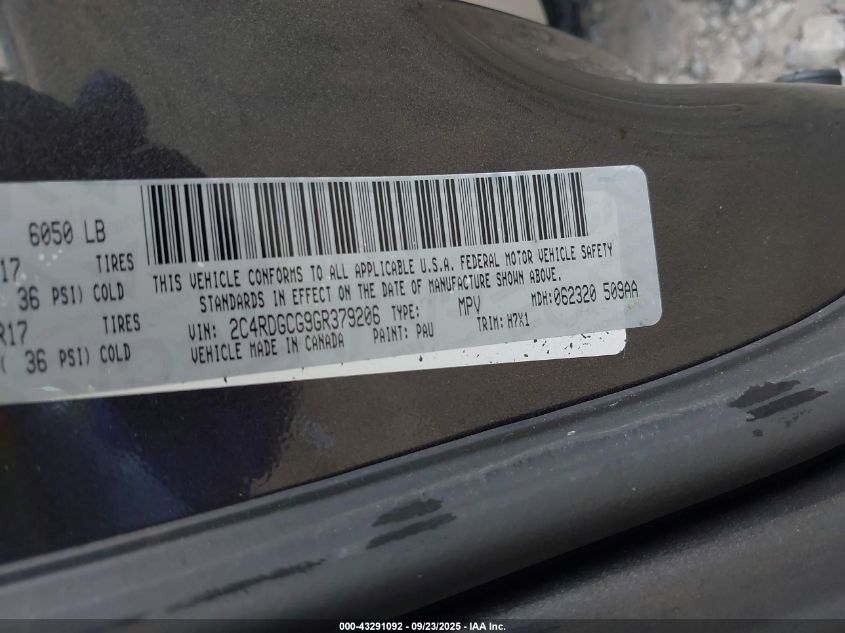 6050 LB
17 TIRES
36 PSI) COLD
R17 TIRES
( 36 PSI) COLD
THIS VEHICLE CONFORMS TO ALL APPLICABLE U.S.A. FEDERAL MOTOR VEHICLE SAFETY
STANDARDS IN EFFECT ON THE DATE OF MANUFACTURE SHOWN ABOVE.
VIN: 2C4RDGCG9GR379206 TYPE: MPV MDH: 062320 509AA
VEHICLE MADE IN CANADA PAINT: PAU TRIM: M7X1
000-43291092 - 09/23/2025 - IAA Inc.